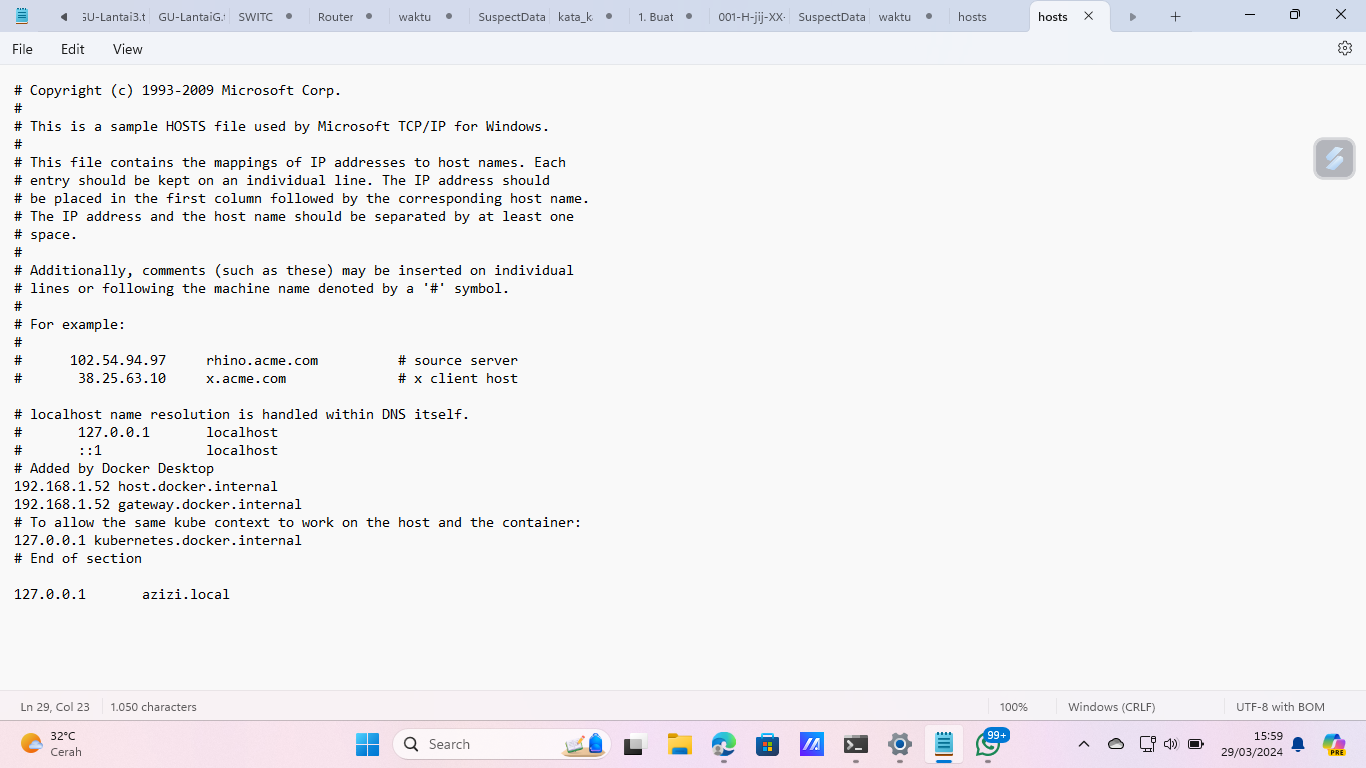 GU-Lantai3.t
GU-LantaiG.
SWITC
Router
waktu
SuspectData
kata_k
1. Buat
001-H-jij-XX-
SuspectData
waktu
hosts
hosts
File
Edit
View
# Copyright (c) 1993-2009 Microsoft Corp.
#
# This is a sample HOSTS file used by Microsoft TCP/IP for Windows.
#
# This file contains the mappings of IP addresses to host names. Each
# entry should be kept on an individual line. The IP address should
# be placed in the first column followed by the corresponding host name.
# The IP address and the host name should be separated by at least one
# space.
#
# Additionally, comments (such as these) may be inserted on individual
# lines or following the machine name denoted by a '#' symbol.
#
# For example:
#
#      102.54.94.97     rhino.acme.com          # source server
#       38.25.63.10     x.acme.com              # x client host
# localhost name resolution is handled within DNS itself.
#       127.0.0.1       localhost
#       ::1             localhost
# Added by Docker Desktop
192.168.1.52 host.docker.internal
192.168.1.52 gateway.docker.internal
# To allow the same kube context to work on the host and the container:
127.0.0.1 kubernetes.docker.internal
# End of section
127.0.0.1       azizi.local
Ln 29, Col 23
1.050 characters
100%
Windows (CRLF)
UTF-8 with BOM
32°C
Cerah
Search
99+
15:59
29/03/2024
PRE